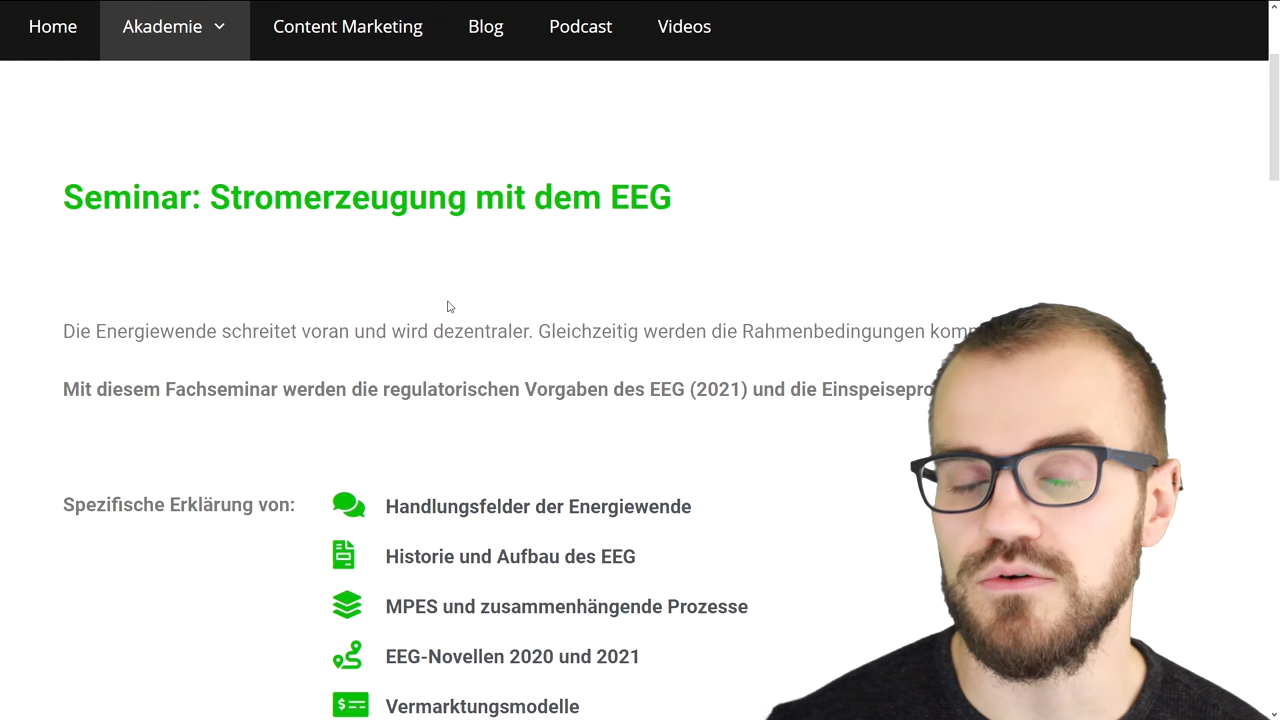 Home Akademie Content Marketing Blog Podcast Videos
Seminar: Stromerzeugung mit dem EEG
Die Energiewende schreitet voran und wird dezentraler. Gleichzeitig werden die Rahmenbedingungen
Mit diesem Fachseminar werden die regulatorischen Vorgaben des EEG (2021) und die
Spezifische Erklärung von:
Handlungsfelder der Energiewende
Historie und Aufbau des EEG
MPES und zusammenhängende Prozesse
EEG-Novellen 2020 und 2021
Vermarktungsmodelle